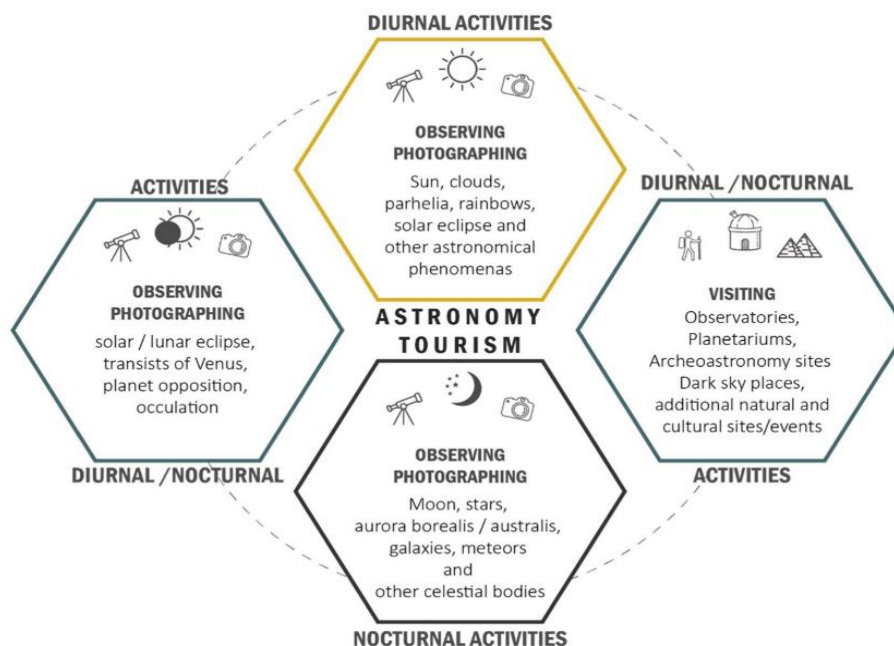 DIURNAL ACTIVITIES
OBSERVING
PHOTOGRAPHING
Sun, clouds,
parhelia, rainbows,
solar eclipse and
other astronomical
phenomenas
ACTIVITIES
OBSERVING
PHOTOGRAPHING
solar / lunar eclipse,
transists of Venus,
planet opposition,
occulation
DIURNAL /NOCTURNAL
ASTRONOMY
TOURISM
DIURNAL /NOCTURNAL
VISITING
Observatories,
Planetariums,
Archeoastronomy sites
Dark sky places,
additional natural and
cultural sites/events
ACTIVITIES
OBSERVING
PHOTOGRAPHING
Moon, stars,
aurora borealis / australis,
galaxies, meteors
and
other celestial bodies
NOCTURNAL ACTIVITIES